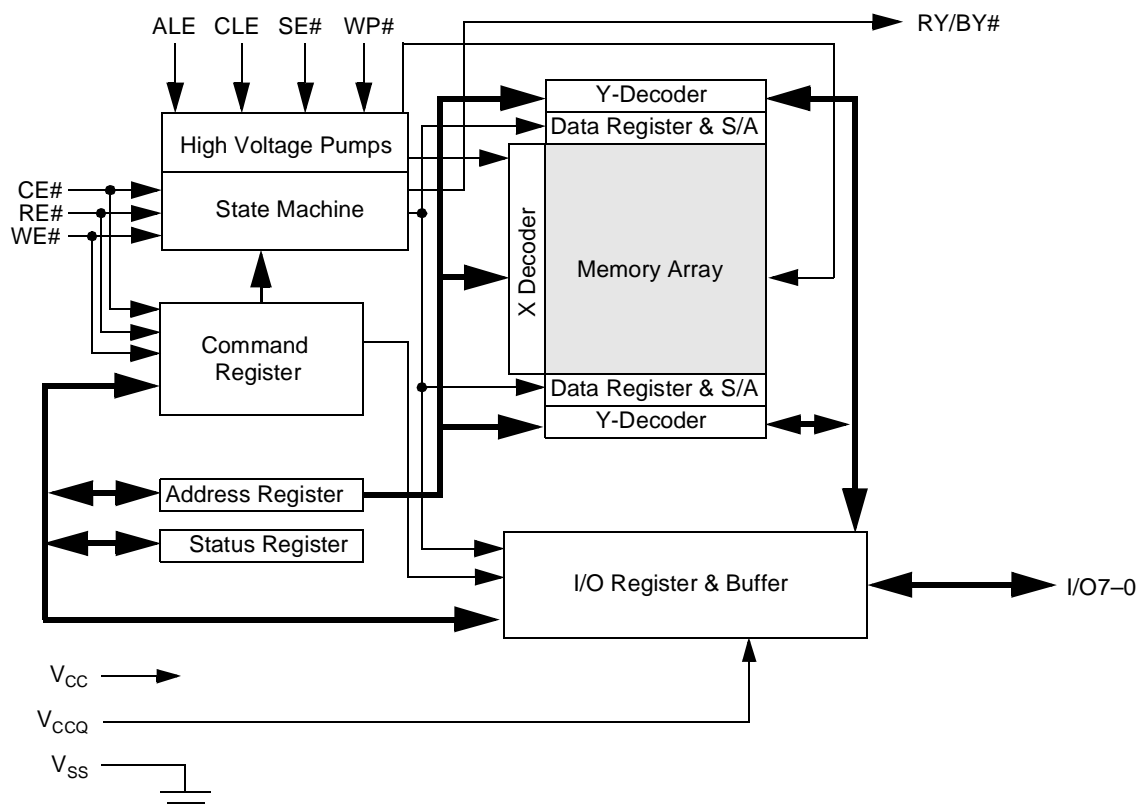 ALE CLE SE# WP#
RY/BY#
Y-Decoder
Data Register & S/A
High Voltage Pumps
State Machine
CE#
RE#
WE#
X Decoder
Memory Array
Command
Register
Data Register & S/A
Y-Decoder
Address Register
Status Register
I/O Register & Buffer
I/O7–0
VCC
VCCQ
VSS